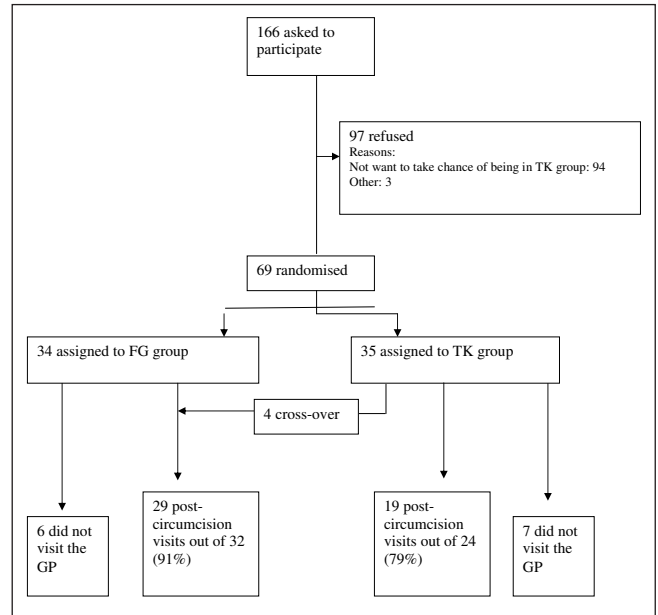 166 asked to
participate
97 refused
Reasons:
Not want to take chance of being in TK group: 94
Other: 3
69 randomised
34 assigned to FG group
35 assigned to TK group
4 cross-over
6 did not
visit the
GP
29 post-
circumcision
visits out of 32
(91%)
19 post-
circumcision
visits out of 24
(79%)
7 did not
visit the
GP